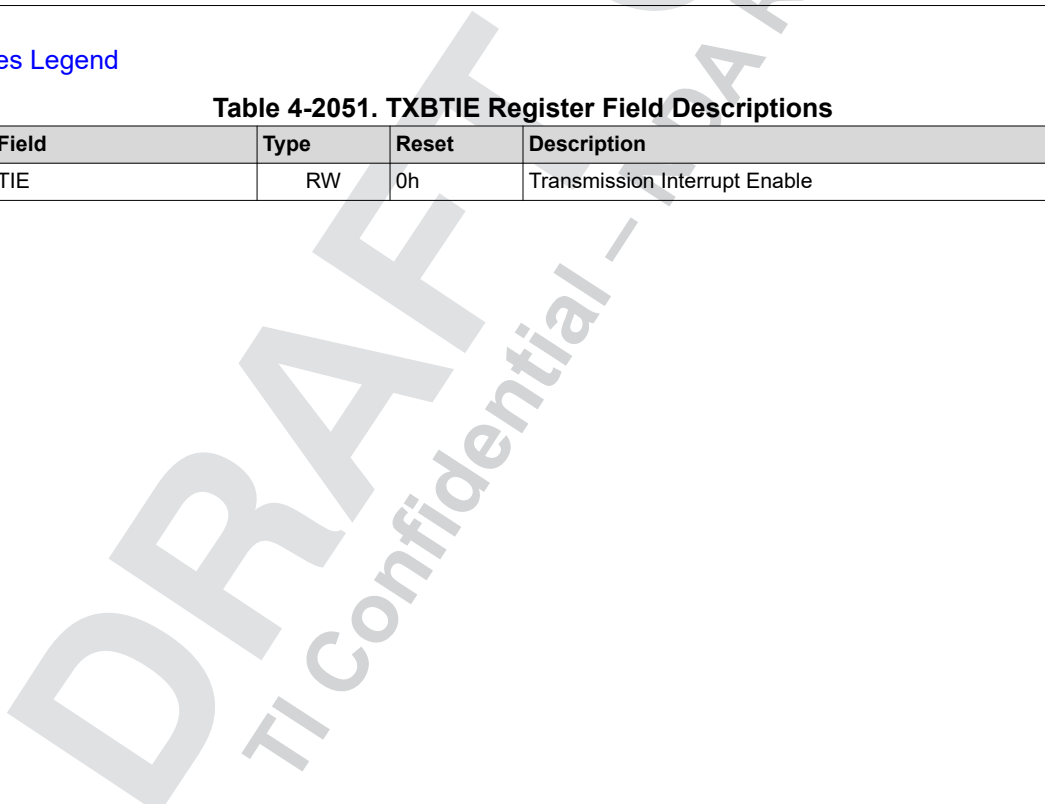 es Legend
Table 4-2051. TXBTIE Register Field Descriptions
Field Type Reset Description
TIE RW 0h Transmission Interrupt Enable
DRAFT
TI Confidential – NDA